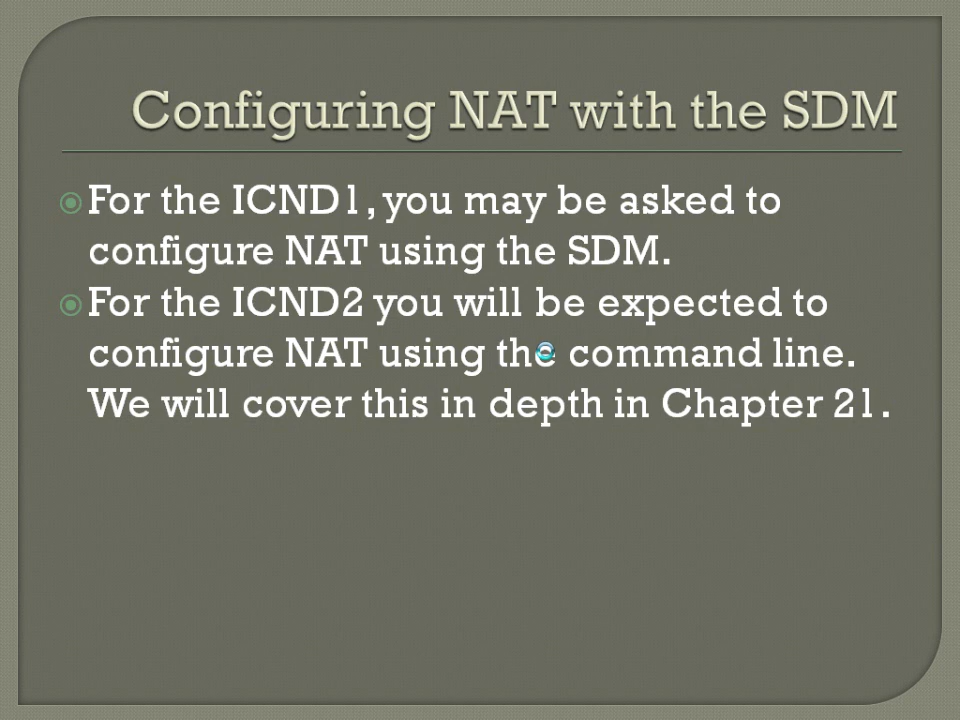 Configuring NAT with the SDM
For the ICND1, you may be asked to
configure NAT using the SDM.
For the ICND2 you will be expected to
configure NAT using the command line.
We will cover this in depth in Chapter 21.